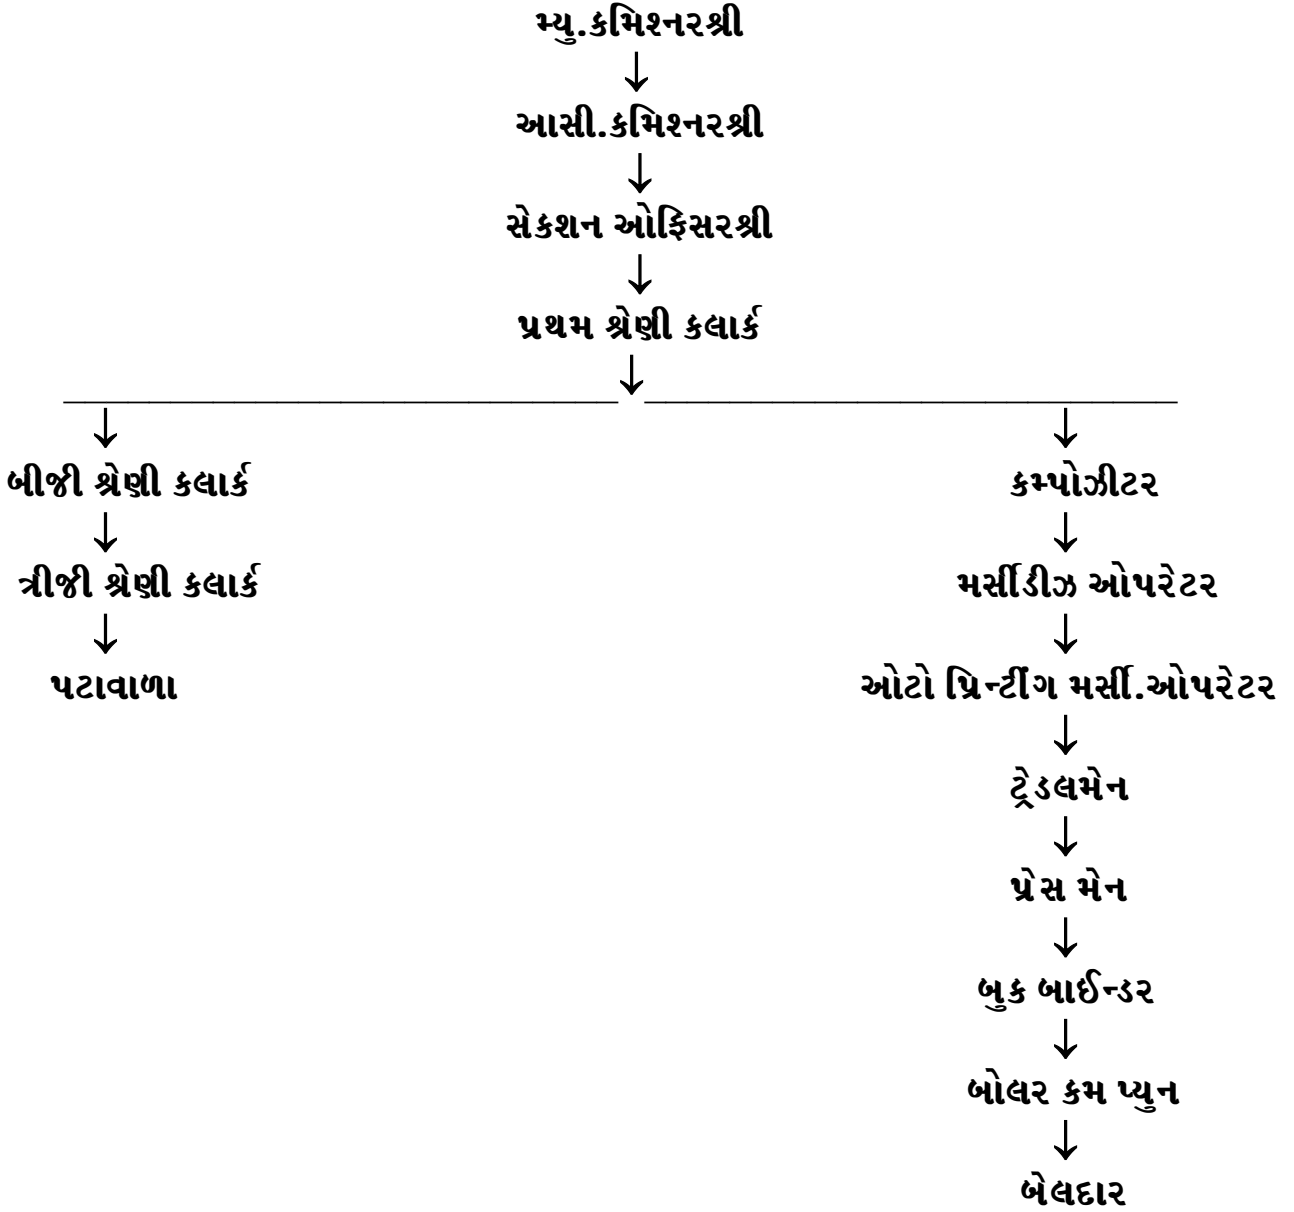 મ્યુ.કમિશ્નરશ્રી
આસી.કમિશ્નરશ્રી
સેકશન ઓફિસરશ્રી
પ્રથમ શ્રેણી કલાર્ક
બીજી શ્રેણી કલાર્ક
કમ્પોઝીટર
ત્રીજી શ્રેણી કલાર્ક
મર્સીડીઝ ઓપરેટર
પટાવાળા
ઓટો પ્રિન્ટીંગ મર્સી.ઓપરેટર
ટ્રેડલમેન
પ્રેસ મેન
બુક બાઈન્ડર
બોલર કમ પ્યુન
બેલદાર